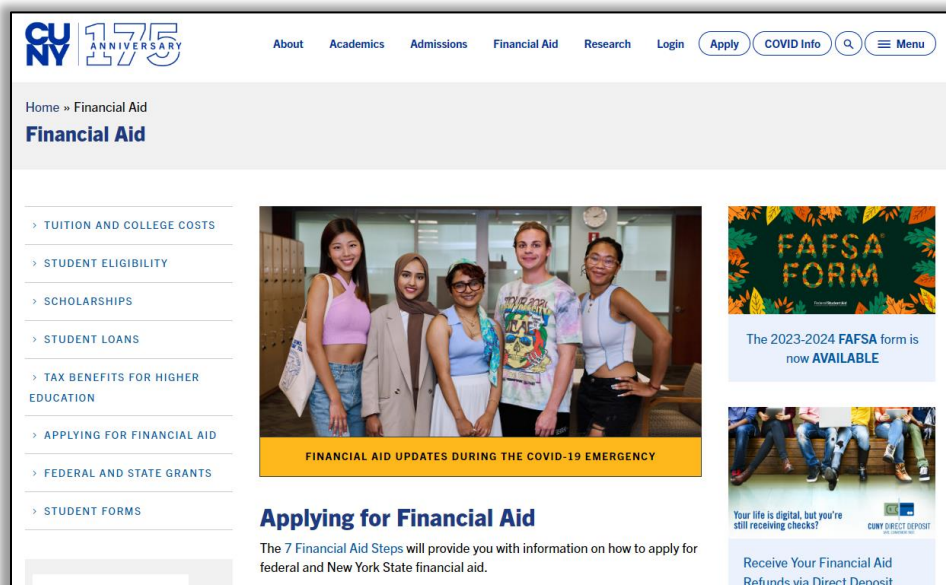 CUNY
175
ANNIVERSARY
About Academics Admissions Financial Aid Research Login Apply COVID Info Menu
Home » Financial Aid
Financial Aid
› TUITION AND COLLEGE COSTS
› STUDENT ELIGIBILITY
› SCHOLARSHIPS
› STUDENT LOANS
› TAX BENEFITS FOR HIGHER
EDUCATION
› APPLYING FOR FINANCIAL AID
› FEDERAL AND STATE GRANTS
› STUDENT FORMS
FINANCIAL AID UPDATES DURING THE COVID-19 EMERGENCY
Applying for Financial Aid
The 7 Financial Aid Steps will provide you with information on how to apply for
federal and New York State financial aid.
FAFSA®
FORM
The 2023-2024 FAFSA form is
now AVAILABLE
Your life is digital, but you're
still receiving checks?
CUNY DIRECT DEPOSIT
Receive Your Financial Aid
Refunds via Direct Deposit